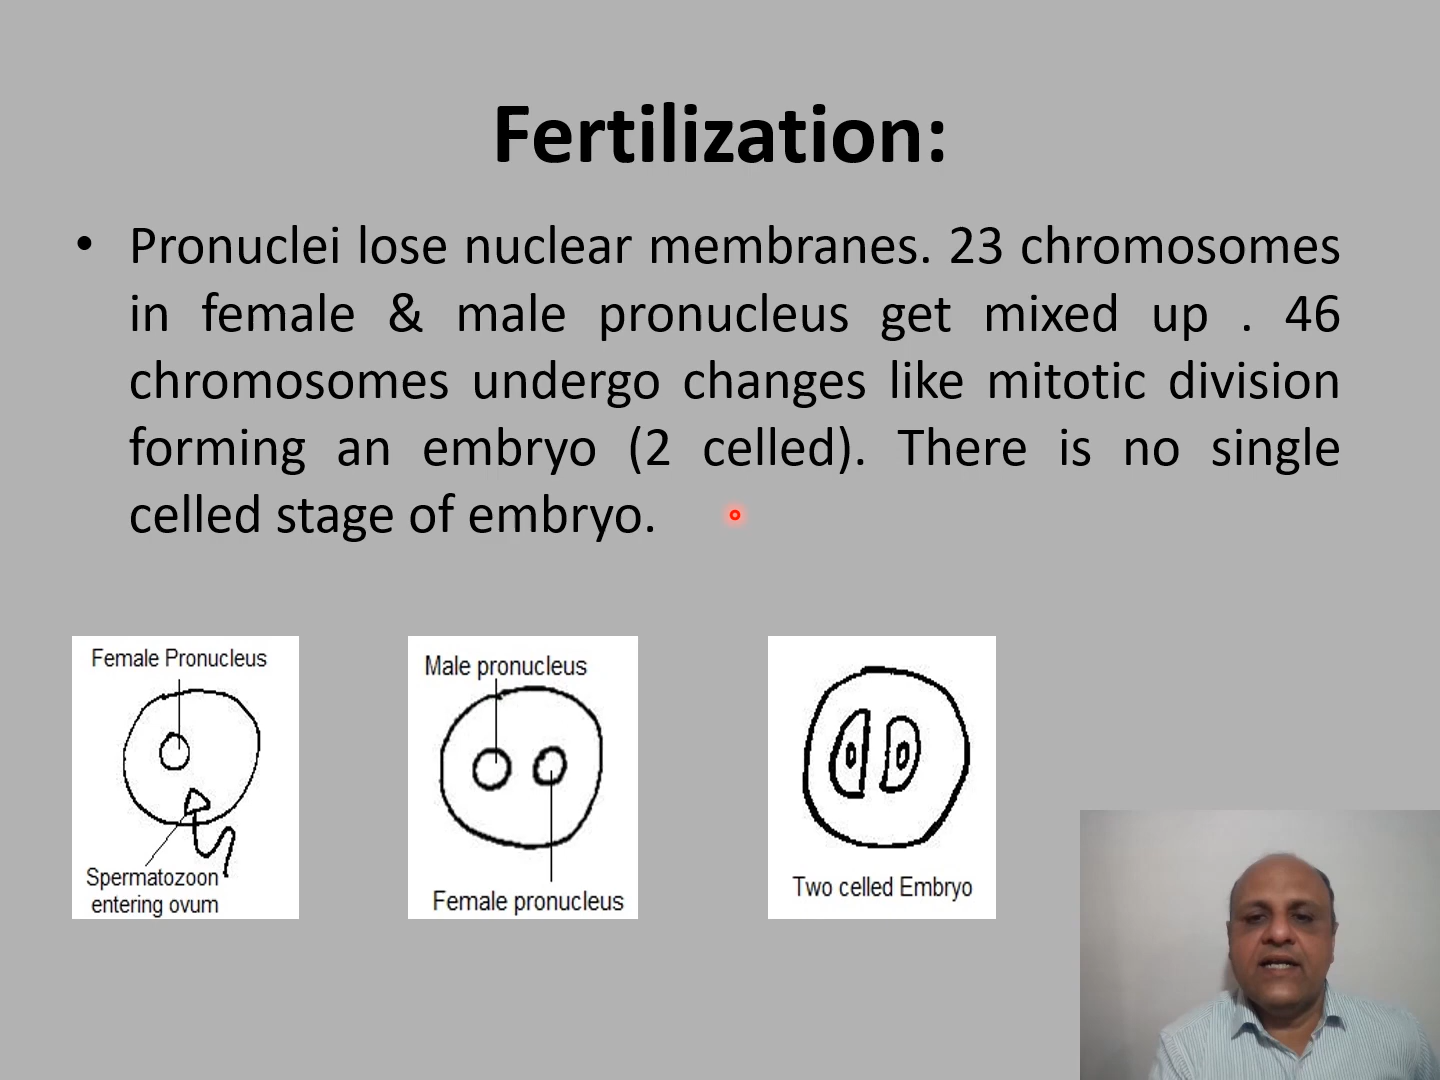 Fertilization:
• Pronuclei lose nuclear membranes. 23 chromosomes
in female & male pronucleus get mixed up . 46
chromosomes undergo changes like mitotic division
forming an embryo (2 celled). There is no single
celled stage of embryo.
Female Pronucleus
Spermatozoon
entering ovum
Male pronucleus
Female pronucleus
Two celled Embryo